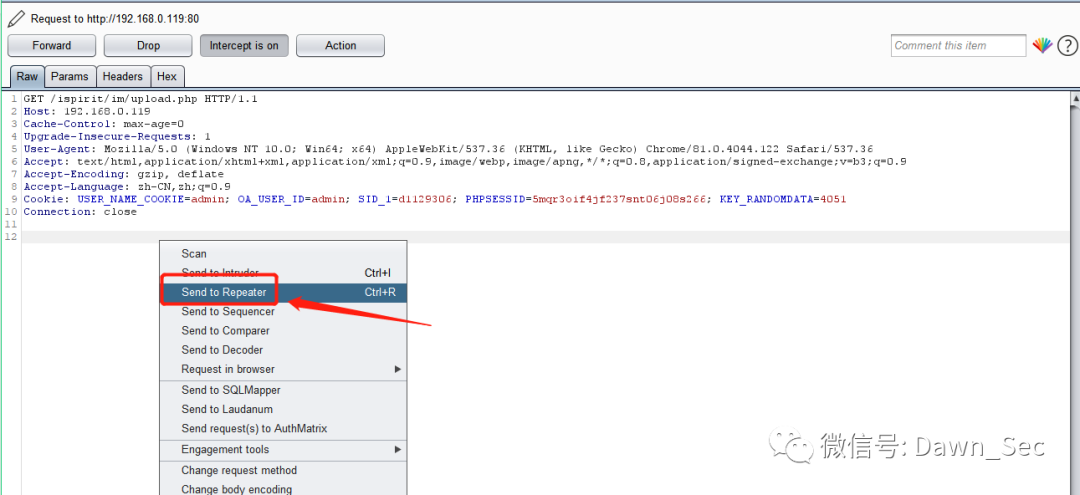 Request to http://192.168.0.119:80
Forward Drop Intercept is on Action Comment this item ?
Raw Params Headers Hex
1 GET /ispirit/im/upload.php HTTP/1.1
2 Host: 192.168.0.119
3 Cache-Control: max-age=0
4 Upgrade-Insecure-Requests: 1
5 User-Agent: Mozilla/5.0 (Windows NT 10.0; Win64; x64) AppleWebKit/537.36 (KHTML, like Gecko) Chrome/81.0.4044.122 Safari/537.36
6 Accept: text/html,application/xhtml+xml,application/xml;q=0.9,image/webp,image/apng,*/*;q=0.8,application/signed-exchange;v=b3;q=0.9
7 Accept-Encoding: gzip, deflate
8 Accept-Language: zh-CN,zh;q=0.9
9 Cookie: USER_NAME_COOKIE=admin; OA_USER_ID=admin; SID_1=d1129306; PHPSESSID=5mqr3oif4jf237snt06j08s266; KEY_RANDOMDATA=4051
10 Connection: close
11
12
Scan
Send to Intruder Ctrl+I
Send to Repeater Ctrl+R
Send to Sequencer
Send to Comparer
Send to Decoder
Request in browser
Send to SQLMapper
Send to Laudanum
Send request(s) to AuthMatrix
Engagement tools
Change request method
Change body encoding
微信号: Dawn_Sec